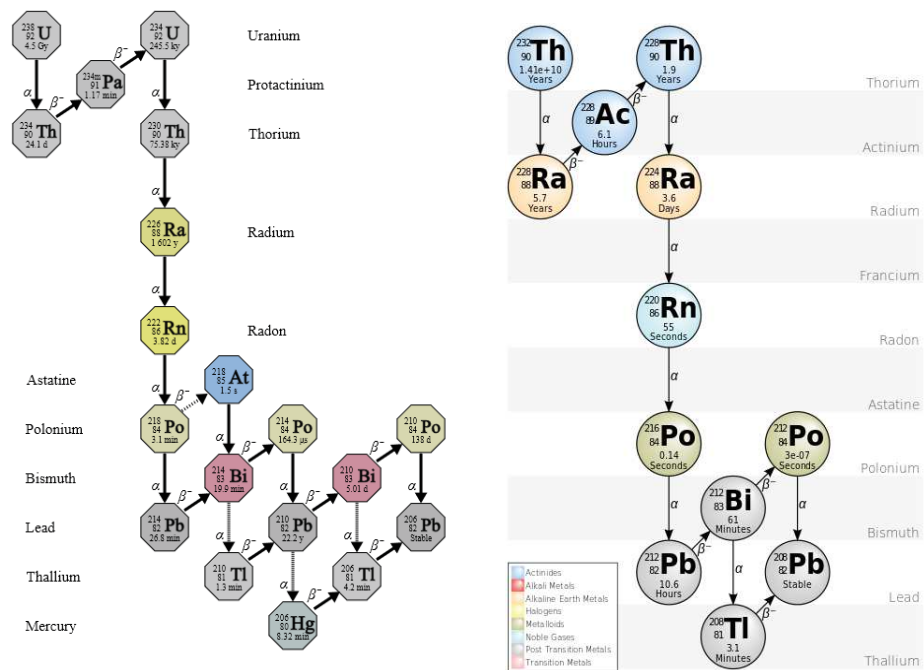 238 92 U 4.5 Gy
234 92 U 245.5 ky
Uranium
β⁻
234m 91 Pa 1.17 min
Protactinium
α
β⁻
α
234 90 Th 24.1 d
230 90 Th 75.38 ky
Thorium
α
226 88 Ra 1 602 y
Radium
α
222 86 Rn 3.82 d
Radon
α
Astatine
β⁻
218 85 At 1.5 s
Polonium
218 84 Po 3.1 min
α
β⁻
214 84 Po 164.3 µs
β⁻
210 84 Po 138 d
Bismuth
α
β⁻
214 83 Bi 19.9 min
α
β⁻
210 83 Bi 5.01 d
α
Lead
214 82 Pb 26.8 min
α
β⁻
210 82 Pb 22.2 y
α
β⁻
206 82 Pb Stable
Thallium
210 81 Tl 1.3 min
α
206 81 Tl 4.2 min
β⁻
Mercury
206 80 Hg 8.32 min
232 90 Th 1.41e+10 Years
228 90 Th 1.9 Years
Thorium
β⁻
α
228 89 Ac 6.1 Hours
α
Actinium
β⁻
228 88 Ra 5.7 Years
224 88 Ra 3.6 Days
Radium
α
Francium
220 86 Rn 55 Seconds
Radon
α
Astatine
216 84 Po 0.14 Seconds
212 84 Po 3e-07 Seconds
Polonium
β⁻
α
212 83 Bi 61 Minutes
α
Bismuth
β⁻
212 82 Pb 10.6 Hours
α
208 82 Pb Stable
Lead
β⁻
208 81 Tl 3.1 Minutes
Thallium
Actinides
Alkali Metals
Alkaline Earth Metals
Halogens
Metalloids
Noble Gases
Post Transition Metals
Transition Metals